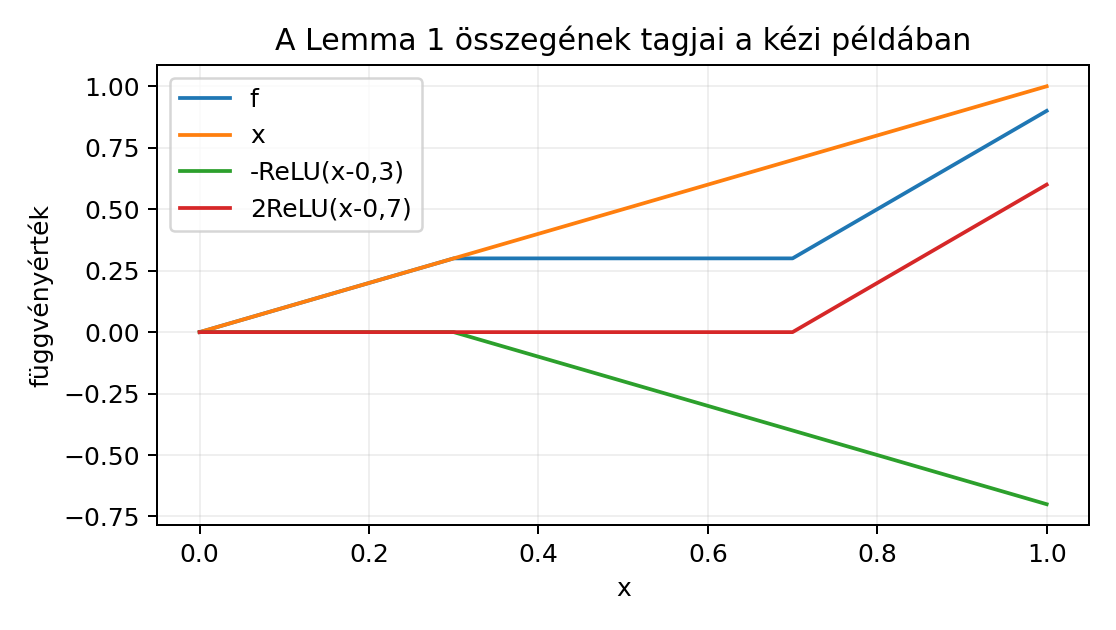 A Lemma 1 összegének tagjai a kézi példában
f
x
-ReLU(x-0,3)
2ReLU(x-0,7)
függvényérték
1.00
0.75
0.50
0.25
0.00
−0.25
−0.50
−0.75
0.0 0.2 0.4 0.6 0.8 1.0
x